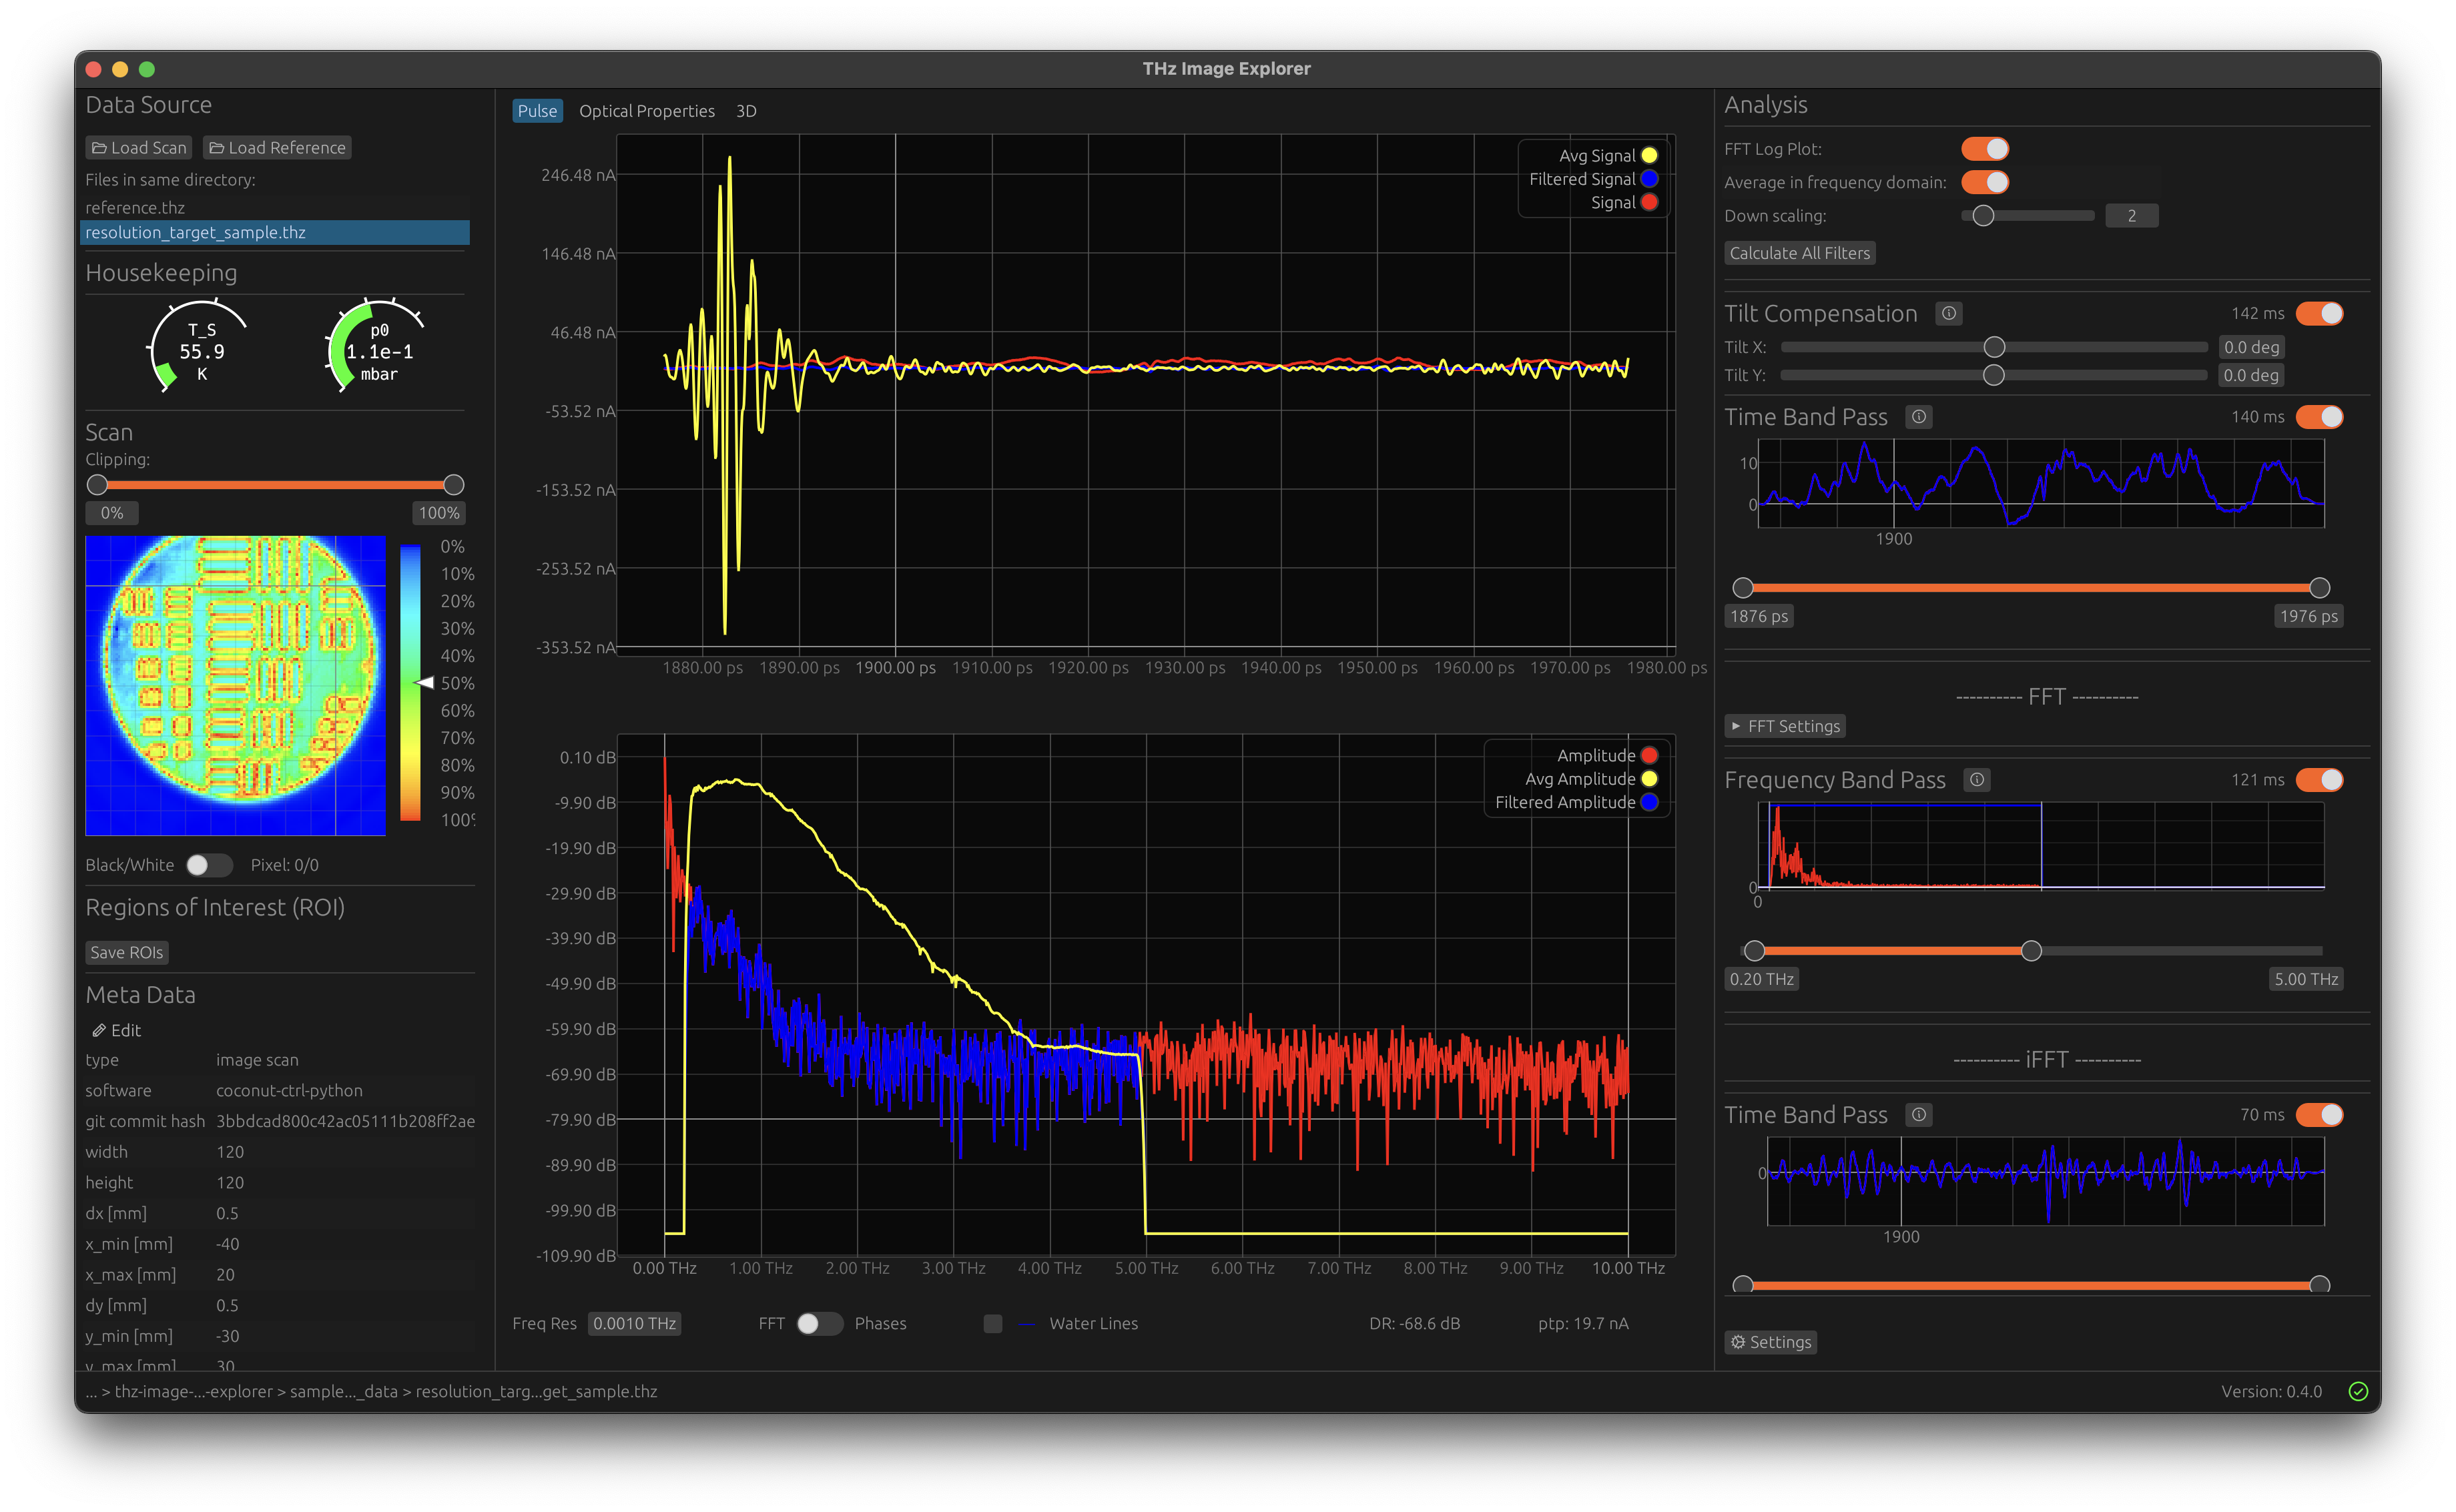 THz Image Explorer
Data Source
Load Scan Load Reference
Files in same directory:
reference.thz
resolution_target_sample.thz
Housekeeping
T_S
55.9
K
p0
1.1e-1
mbar
Scan
Clipping:
0% 100%
0%
10%
20%
30%
40%
50%
60%
70%
80%
90%
100%
Black/White Pixel: 0/0
Regions of Interest (ROI)
Save ROIs
Meta Data
Edit
type image scan
software coconut-ctrl-python
git commit hash 3bbdcad800c42ac05111b208ff2ae
width 120
height 120
dx [mm] 0.5
x_min [mm] -40
x_max [mm] 20
dy [mm] 0.5
y_min [mm] -30
y_max [mm] 30
Pulse Optical Properties 3D
Avg Signal
Filtered Signal
Signal
246.48 nA
146.48 nA
46.48 nA
-53.52 nA
-153.52 nA
-253.52 nA
-353.52 nA
1880.00 ps 1890.00 ps 1900.00 ps 1910.00 ps 1920.00 ps 1930.00 ps 1940.00 ps 1950.00 ps 1960.00 ps 1970.00 ps 1980.00 ps
Amplitude
Avg Amplitude
Filtered Amplitude
0.10 dB
-9.90 dB
-19.90 dB
-29.90 dB
-39.90 dB
-49.90 dB
-59.90 dB
-69.90 dB
-79.90 dB
-89.90 dB
-99.90 dB
-109.90 dB
0.00 THz 1.00 THz 2.00 THz 3.00 THz 4.00 THz 5.00 THz 6.00 THz 7.00 THz 8.00 THz 9.00 THz 10.00 THz
Freq Res 0.0010 THz FFT Phases Water Lines DR: -68.6 dB ptp: 19.7 nA
Analysis
FFT Log Plot:
Average in frequency domain:
Down scaling: 2
Calculate All Filters
Tilt Compensation 142 ms
Tilt X: 0.0 deg
Tilt Y: 0.0 deg
Time Band Pass 140 ms
10
0
1900
1876 ps 1976 ps
---------- FFT ----------
FFT Settings
Frequency Band Pass 121 ms
0
0
0.20 THz 5.00 THz
---------- iFFT ----------
Time Band Pass 70 ms
0
1900
Settings
... > thz-image-...-explorer > sample..._data > resolution_targ...get_sample.thz
Version: 0.4.0